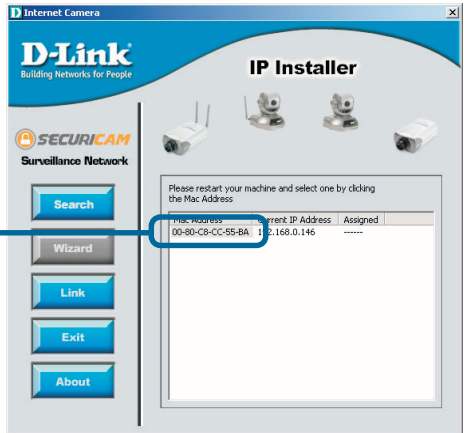 Internet Camera
D-Link
Building Networks for People
IP Installer
SECURICAM
Surveillance Network
Please restart your machine and select one by clicking
the Mac Address
Search
Mac Address Current IP Address Assigned
00-80-C8-CC-55-BA 192.168.0.146 ------
Wizard
Link
Exit
About